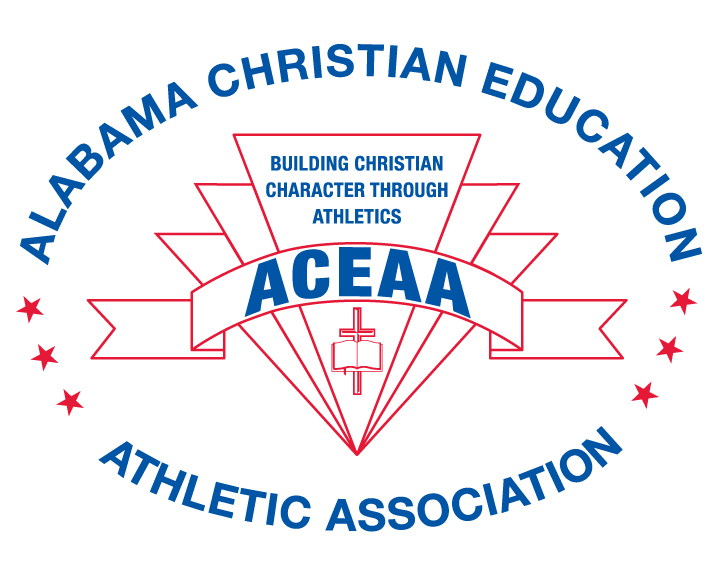 ALABAMA CHRISTIAN EDUCATION
BUILDING CHRISTIAN
CHARACTER THROUGH
ATHLETICS
ACEAA
ATHLETIC ASSOCIATION